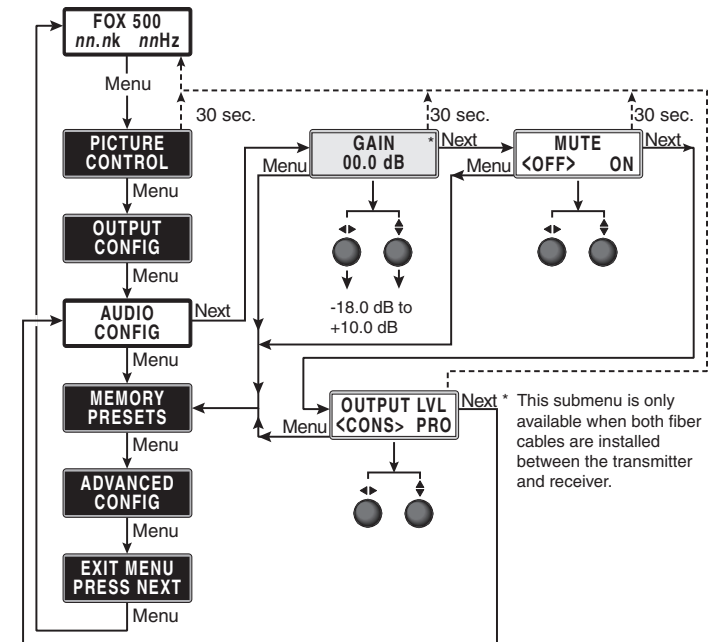 FOX 500
nn.nk nnHz
Menu
30 sec.
30 sec.
30 sec.
PICTURE
CONTROL
GAIN *
00.0 dB
Next
Menu
MUTE
<OFF> ON
Next
Menu
Menu
OUTPUT
CONFIG
Menu
-18.0 dB to
+10.0 dB
AUDIO
CONFIG
Next
Menu
MEMORY
PRESETS
Menu
OUTPUT LVL
<CONS> PRO
Next
Menu
* This submenu is only
available when both fiber
cables are installed
between the transmitter
and receiver.
ADVANCED
CONFIG
Menu
EXIT MENU
PRESS NEXT
Menu